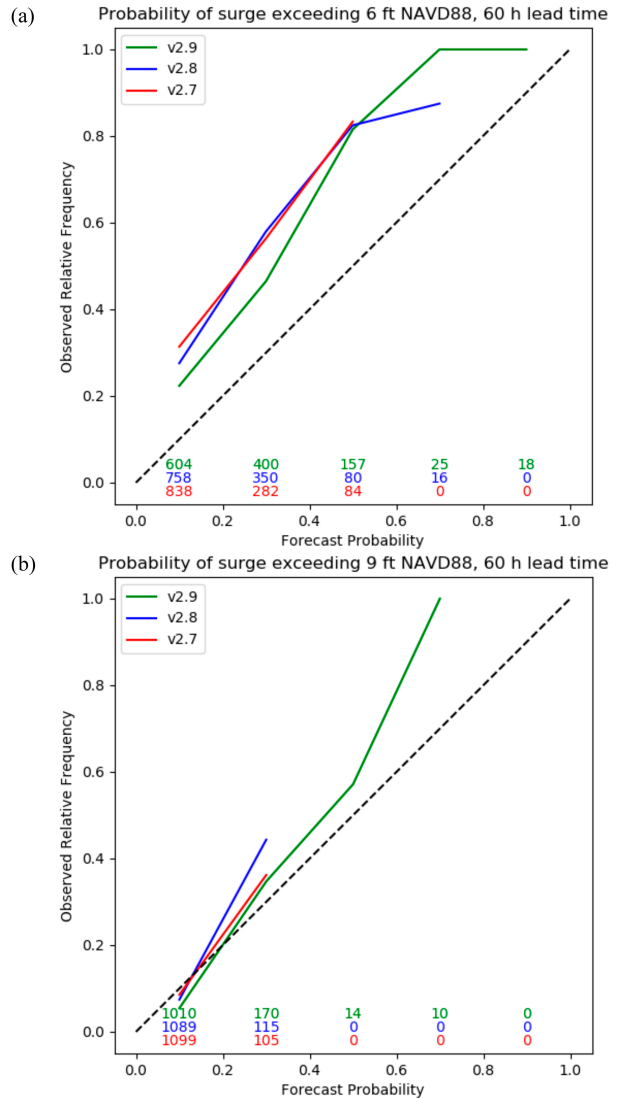 (a)
Probability of surge exceeding 6 ft NAVD88, 60 h lead time
v2.9
v2.8
v2.7
Observed Relative Frequency
1.0
0.8
0.6
0.4
0.2
0.0
604 400 157 25 18
758 350 80 16 0
838 282 84 0 0
0.0 0.2 0.4 0.6 0.8 1.0
Forecast Probability
(b)
Probability of surge exceeding 9 ft NAVD88, 60 h lead time
v2.9
v2.8
v2.7
Observed Relative Frequency
1.0
0.8
0.6
0.4
0.2
0.0
1010 170 14 10 0
1089 115 0 0 0
1099 105 0 0 0
0.0 0.2 0.4 0.6 0.8 1.0
Forecast Probability